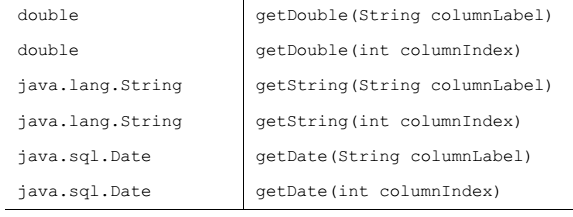 double getDouble(String columnLabel)
double getDouble(int columnIndex)
java.lang.String getString(String columnLabel)
java.lang.String getString(int columnIndex)
java.sql.Date getDate(String columnLabel)
java.sql.Date getDate(int columnIndex)